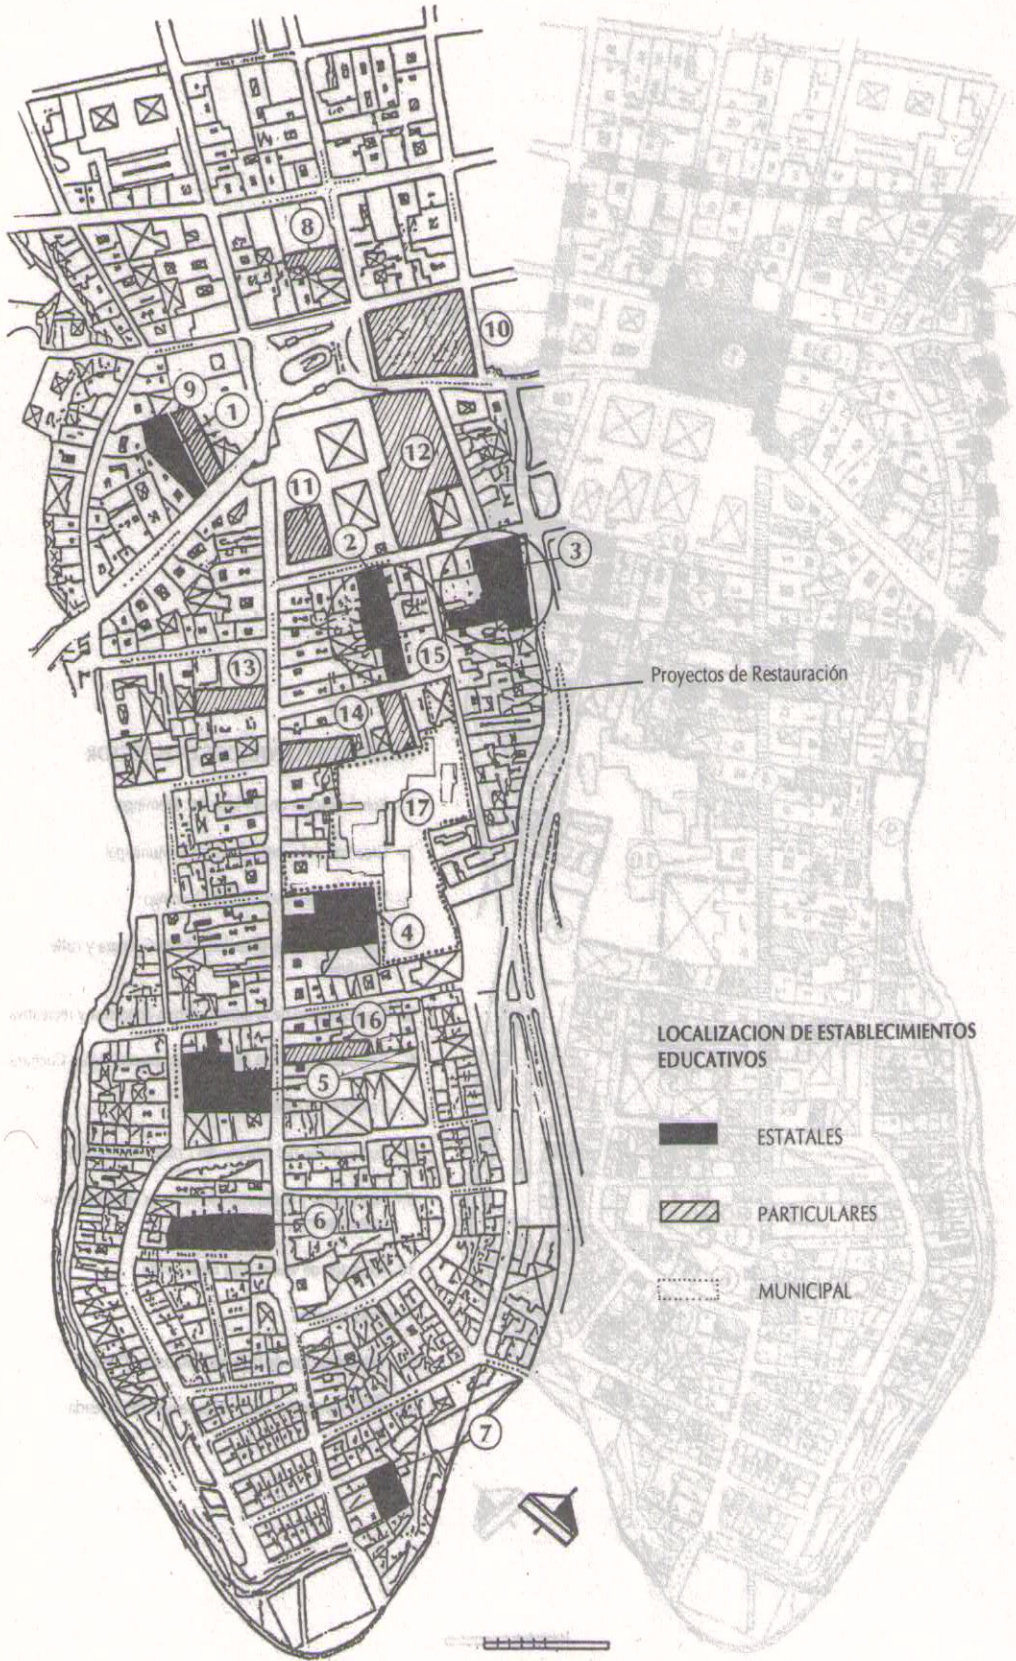 8
10
9
1
12
11
2
3
15
13
Proyectos de Restauración
14
17
4
16
LOCALIZACION DE ESTABLECIMIENTOS
EDUCATIVOS
5
ESTATALES
6
PARTICULARES
MUNICIPAL
7